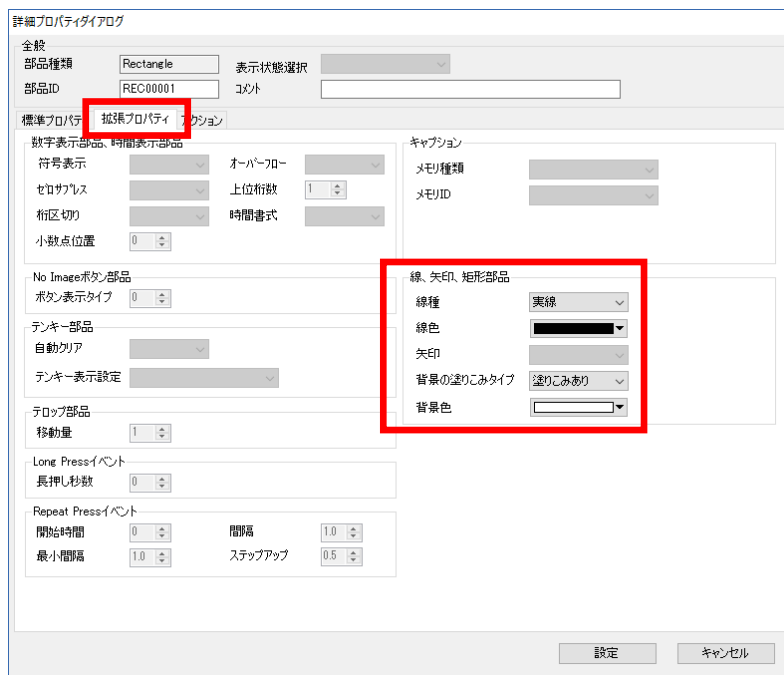 詳細プロパティダイアログ
全般
部品種類 Rectangle 表示状態選択
部品ID REC00001 コメント
標準プロパテ 拡張プロパティ アクション
数字表示部品、時間表示部品
符号表示 オーバーフロー
ゼロサプレス 上位桁数 1
桁区切り 時間書式
小数点位置 0
キャプション
メモリ種類
メモリID
No Imageボタン部品
ボタン表示タイプ 0
テンキー部品
自動クリア
テンキー表示設定
テロップ部品
移動量 1
Long Pressイベント
長押し秒数 0
Repeat Pressイベント
開始時間 0 間隔 1.0
最小間隔 1.0 ステップアップ 0.5
線、矢印、矩形部品
線種 実線
線色
矢印
背景の塗りこみタイプ 塗りこみあり
背景色
設定 キャンセル